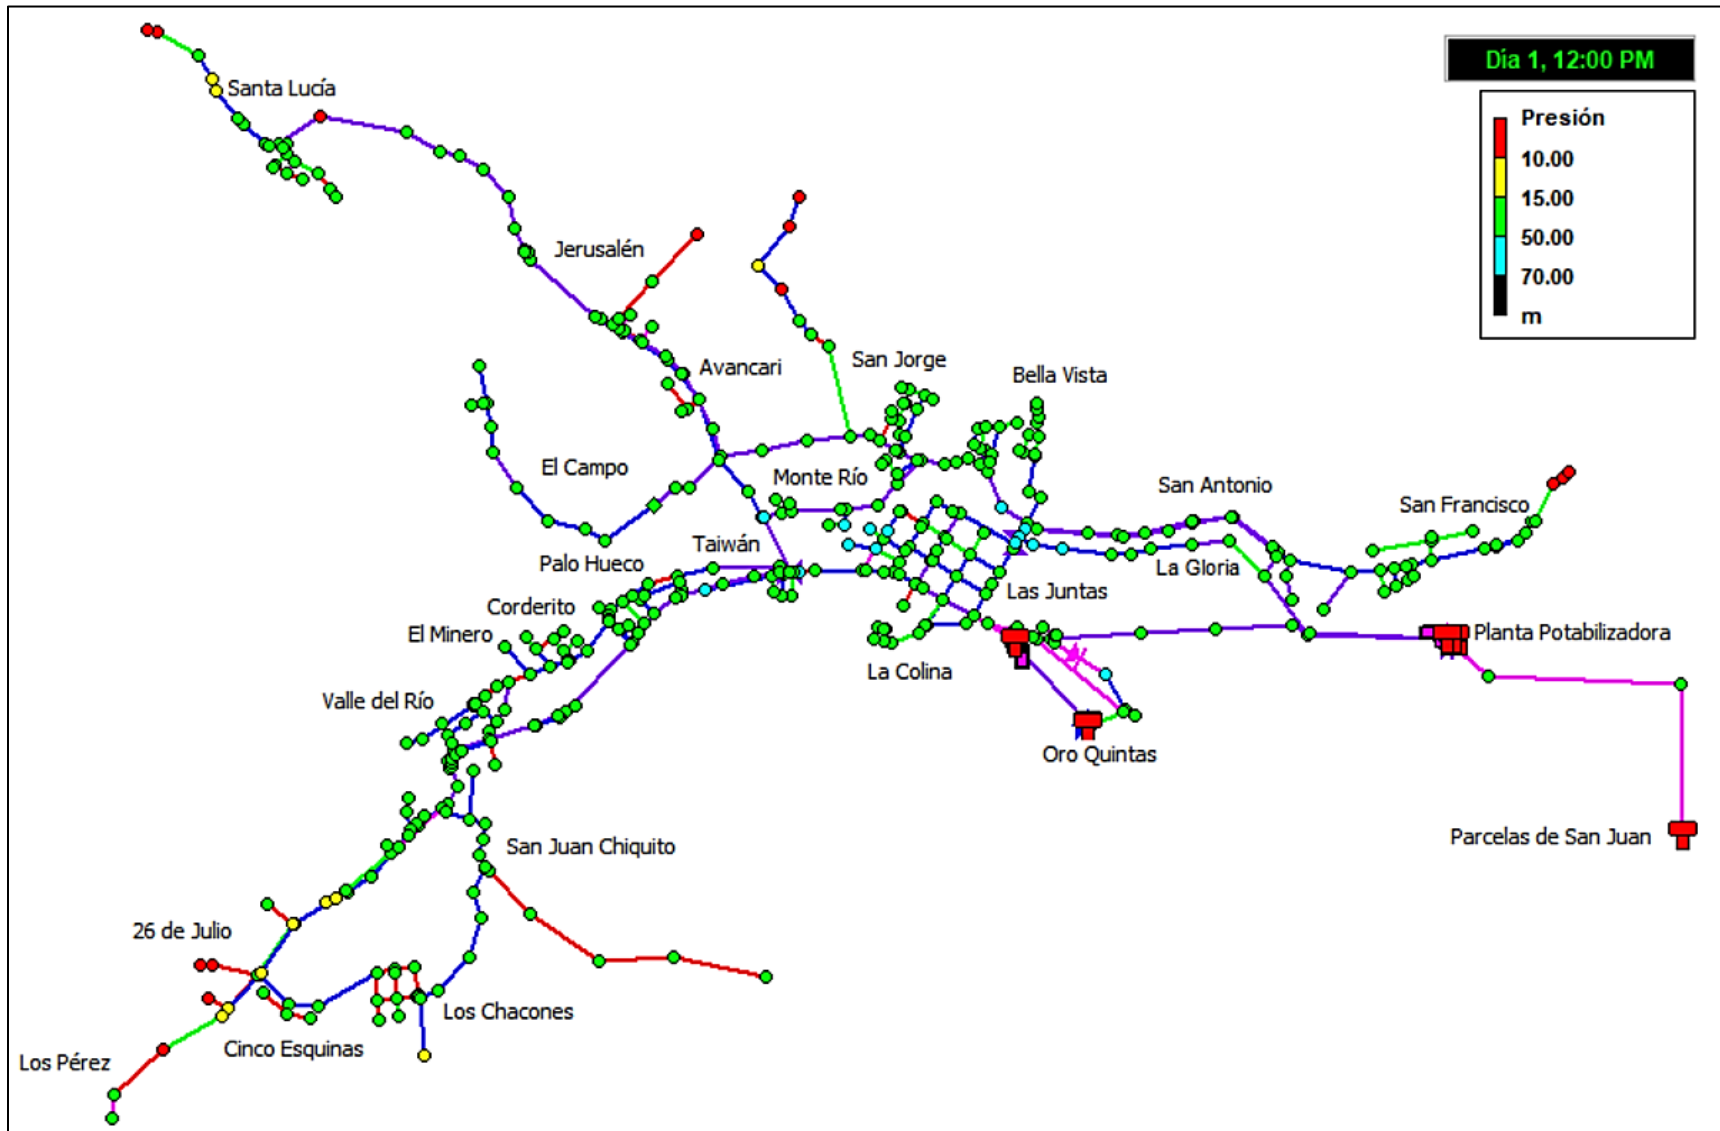 Día 1, 12:00 PM
Presión
10.00
15.00
50.00
70.00
m
Santa Lucía
Jerusalén
Avancari
San Jorge
Bella Vista
El Campo
Monte Río
San Antonio
San Francisco
Taiwán
Palo Hueco
La Gloria
Corderito
Las Juntas
El Minero
Planta Potabilizadora
La Colina
Valle del Río
Oro Quintas
San Juan Chiquito
Parcelas de San Juan
26 de Julio
Los Chacones
Cinco Esquinas
Los Pérez